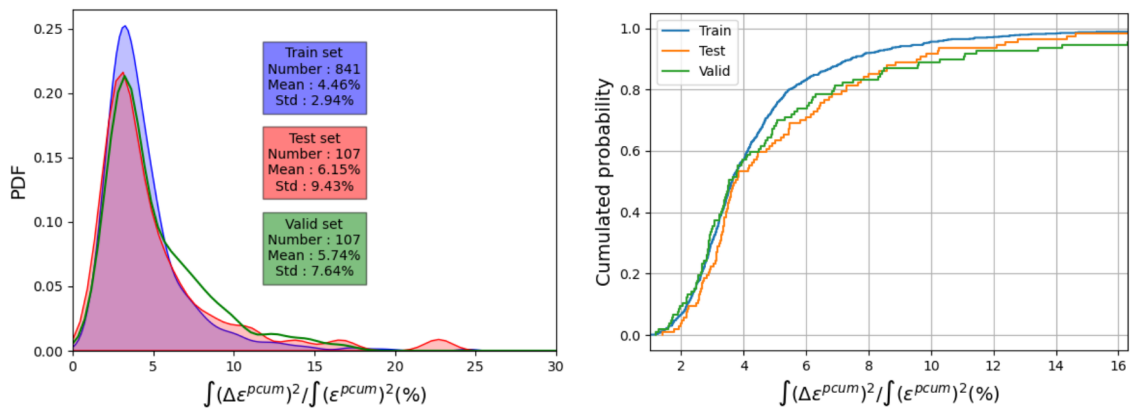 0.25
0.20
0.15
0.10
0.05
0.00
PDF
Train set
Number : 841
Mean : 4.46%
Std : 2.94%
Test set
Number : 107
Mean : 6.15%
Std : 9.43%
Valid set
Number : 107
Mean : 5.74%
Std : 7.64%
0 5 10 15 20 25 30
∫(Δε^{pcum})²/∫(ε^{pcum})²(%)
1.0
0.8
0.6
0.4
0.2
0.0
Cumulated probability
Train
Test
Valid
2 4 6 8 10 12 14 16
∫(Δε^{pcum})²/∫(ε^{pcum})²(%)